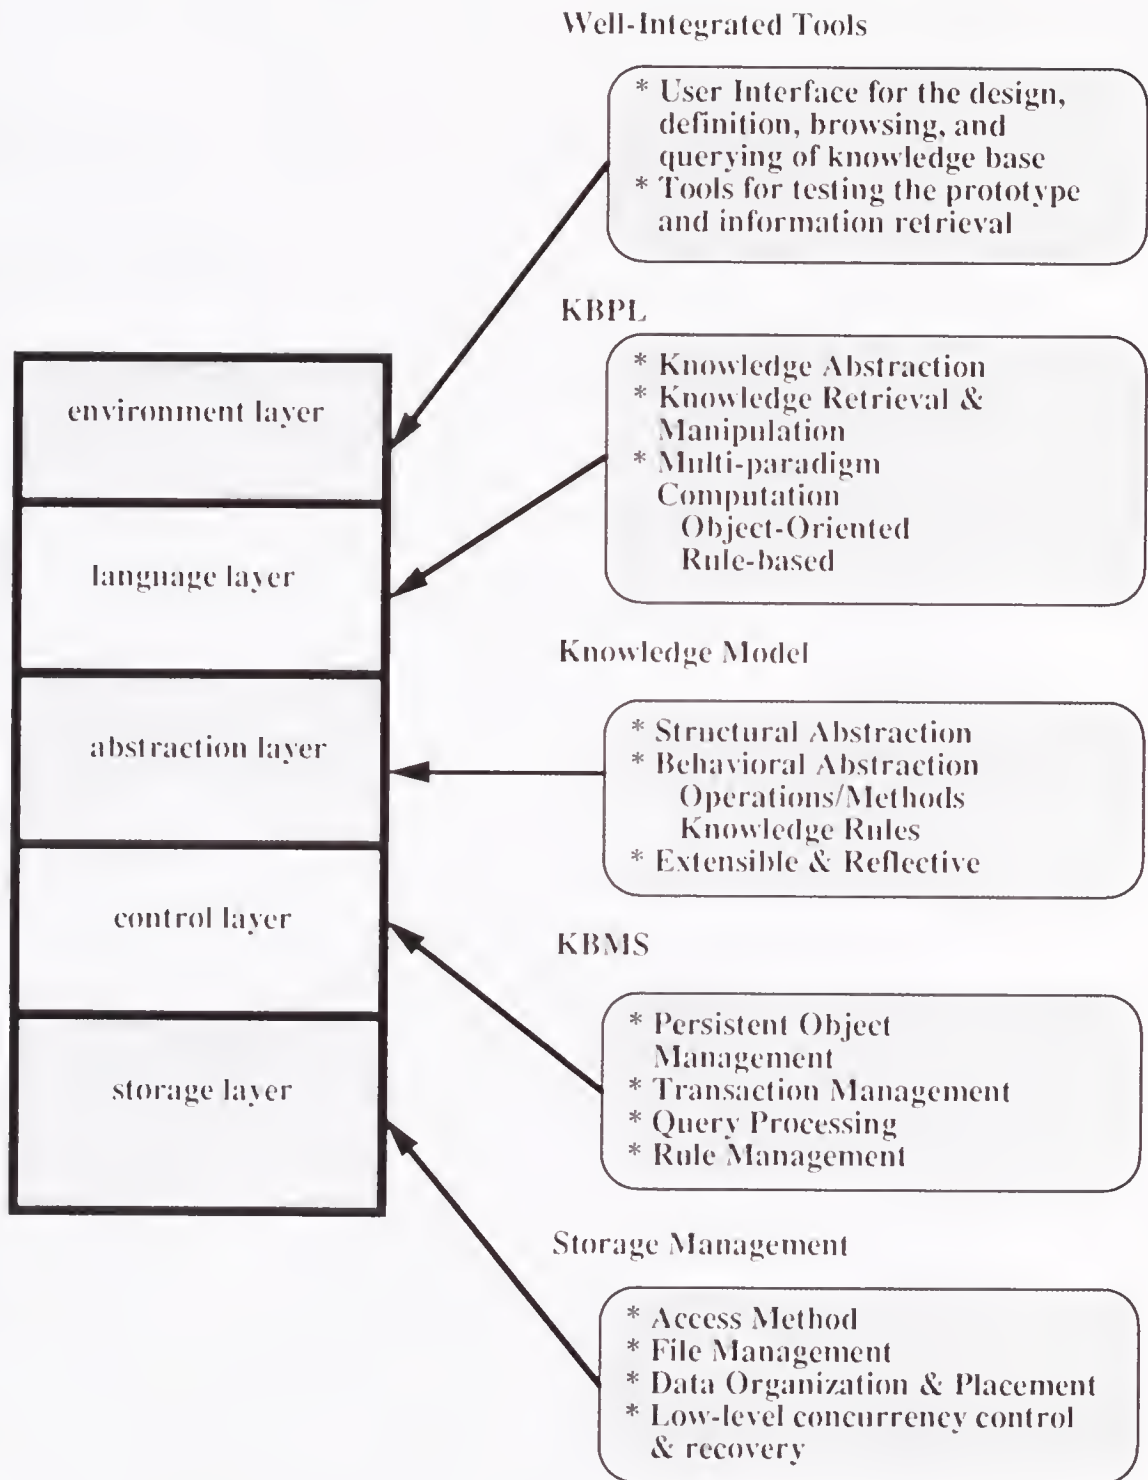 Well-Integrated Tools
* User Interface for the design,
definition, browsing, and
querying of knowledge base
* Tools for testing the prototype
and information retrieval
KBPL
* Knowledge Abstraction
* Knowledge Retrieval &
Manipulation
* Multi-paradigm
Computation
Object-Oriented
Rule-based
Knowledge Model
* Structural Abstraction
* Behavioral Abstraction
Operations/Methods
Knowledge Rules
* Extensible & Reflective
KBMS
* Persistent Object
Management
* Transaction Management
* Query Processing
* Rule Management
Storage Management
* Access Method
* File Management
* Data Organization & Placement
* Low-level concurrency control
& recovery
environment layer
language layer
abstraction layer
control layer
storage layer